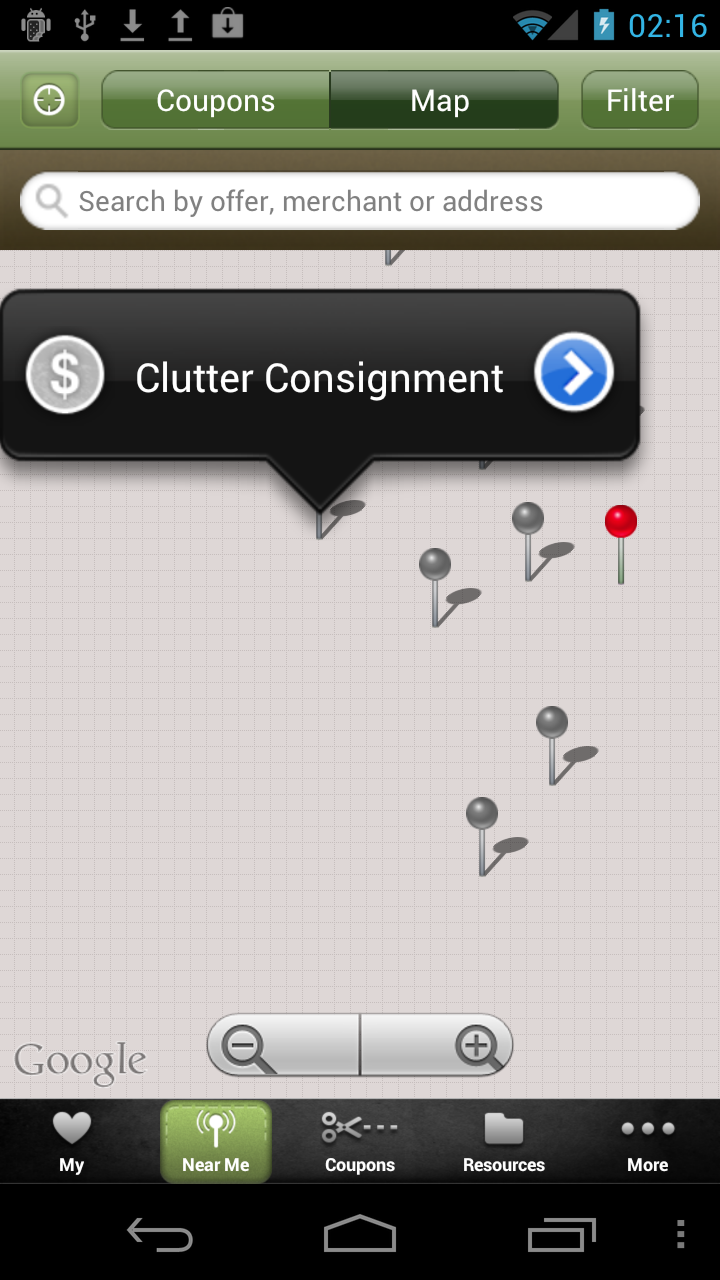 02:16
Coupons Map Filter
Search by offer, merchant or address
$ Clutter Consignment
Google
My Near Me Coupons Resources More